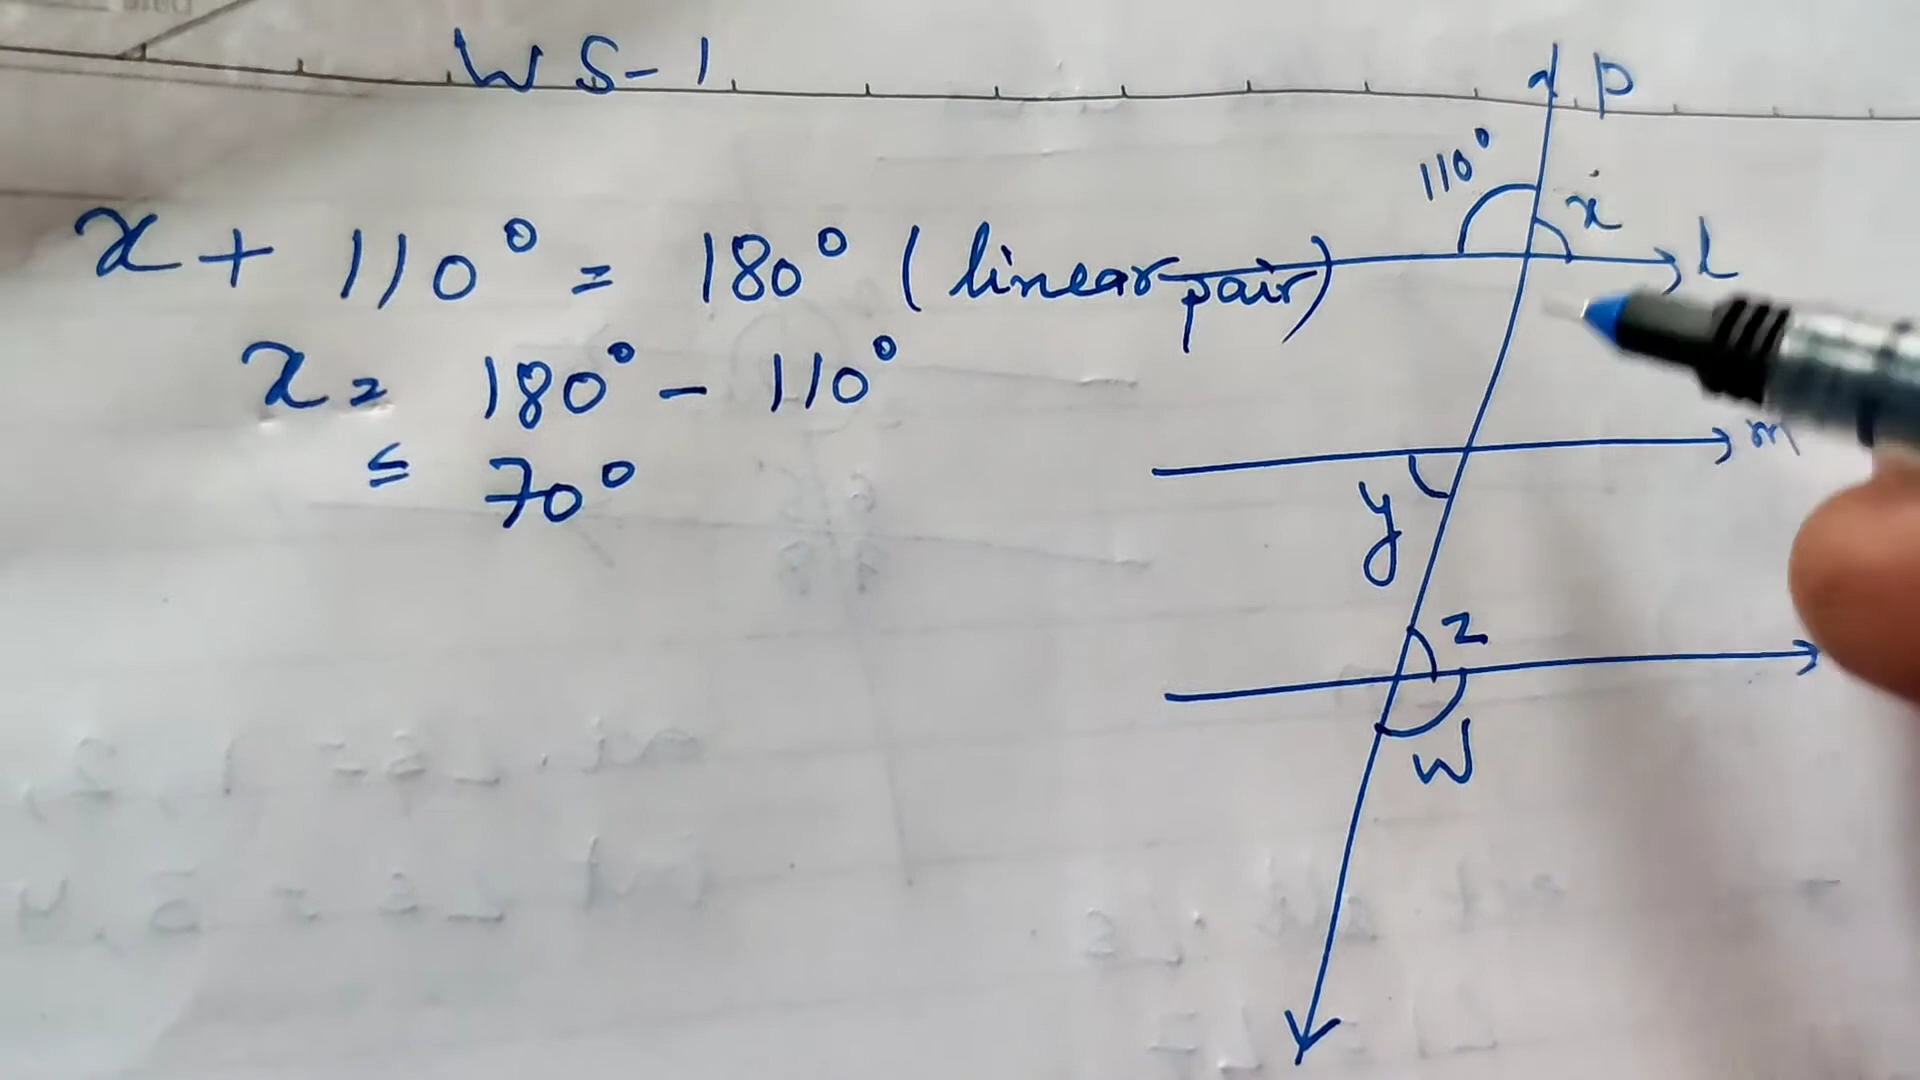 WS-1
x + 110° = 180° (linear pair)
x = 180° - 110°
= 70°
p
110°
x
l
m
y
z
W